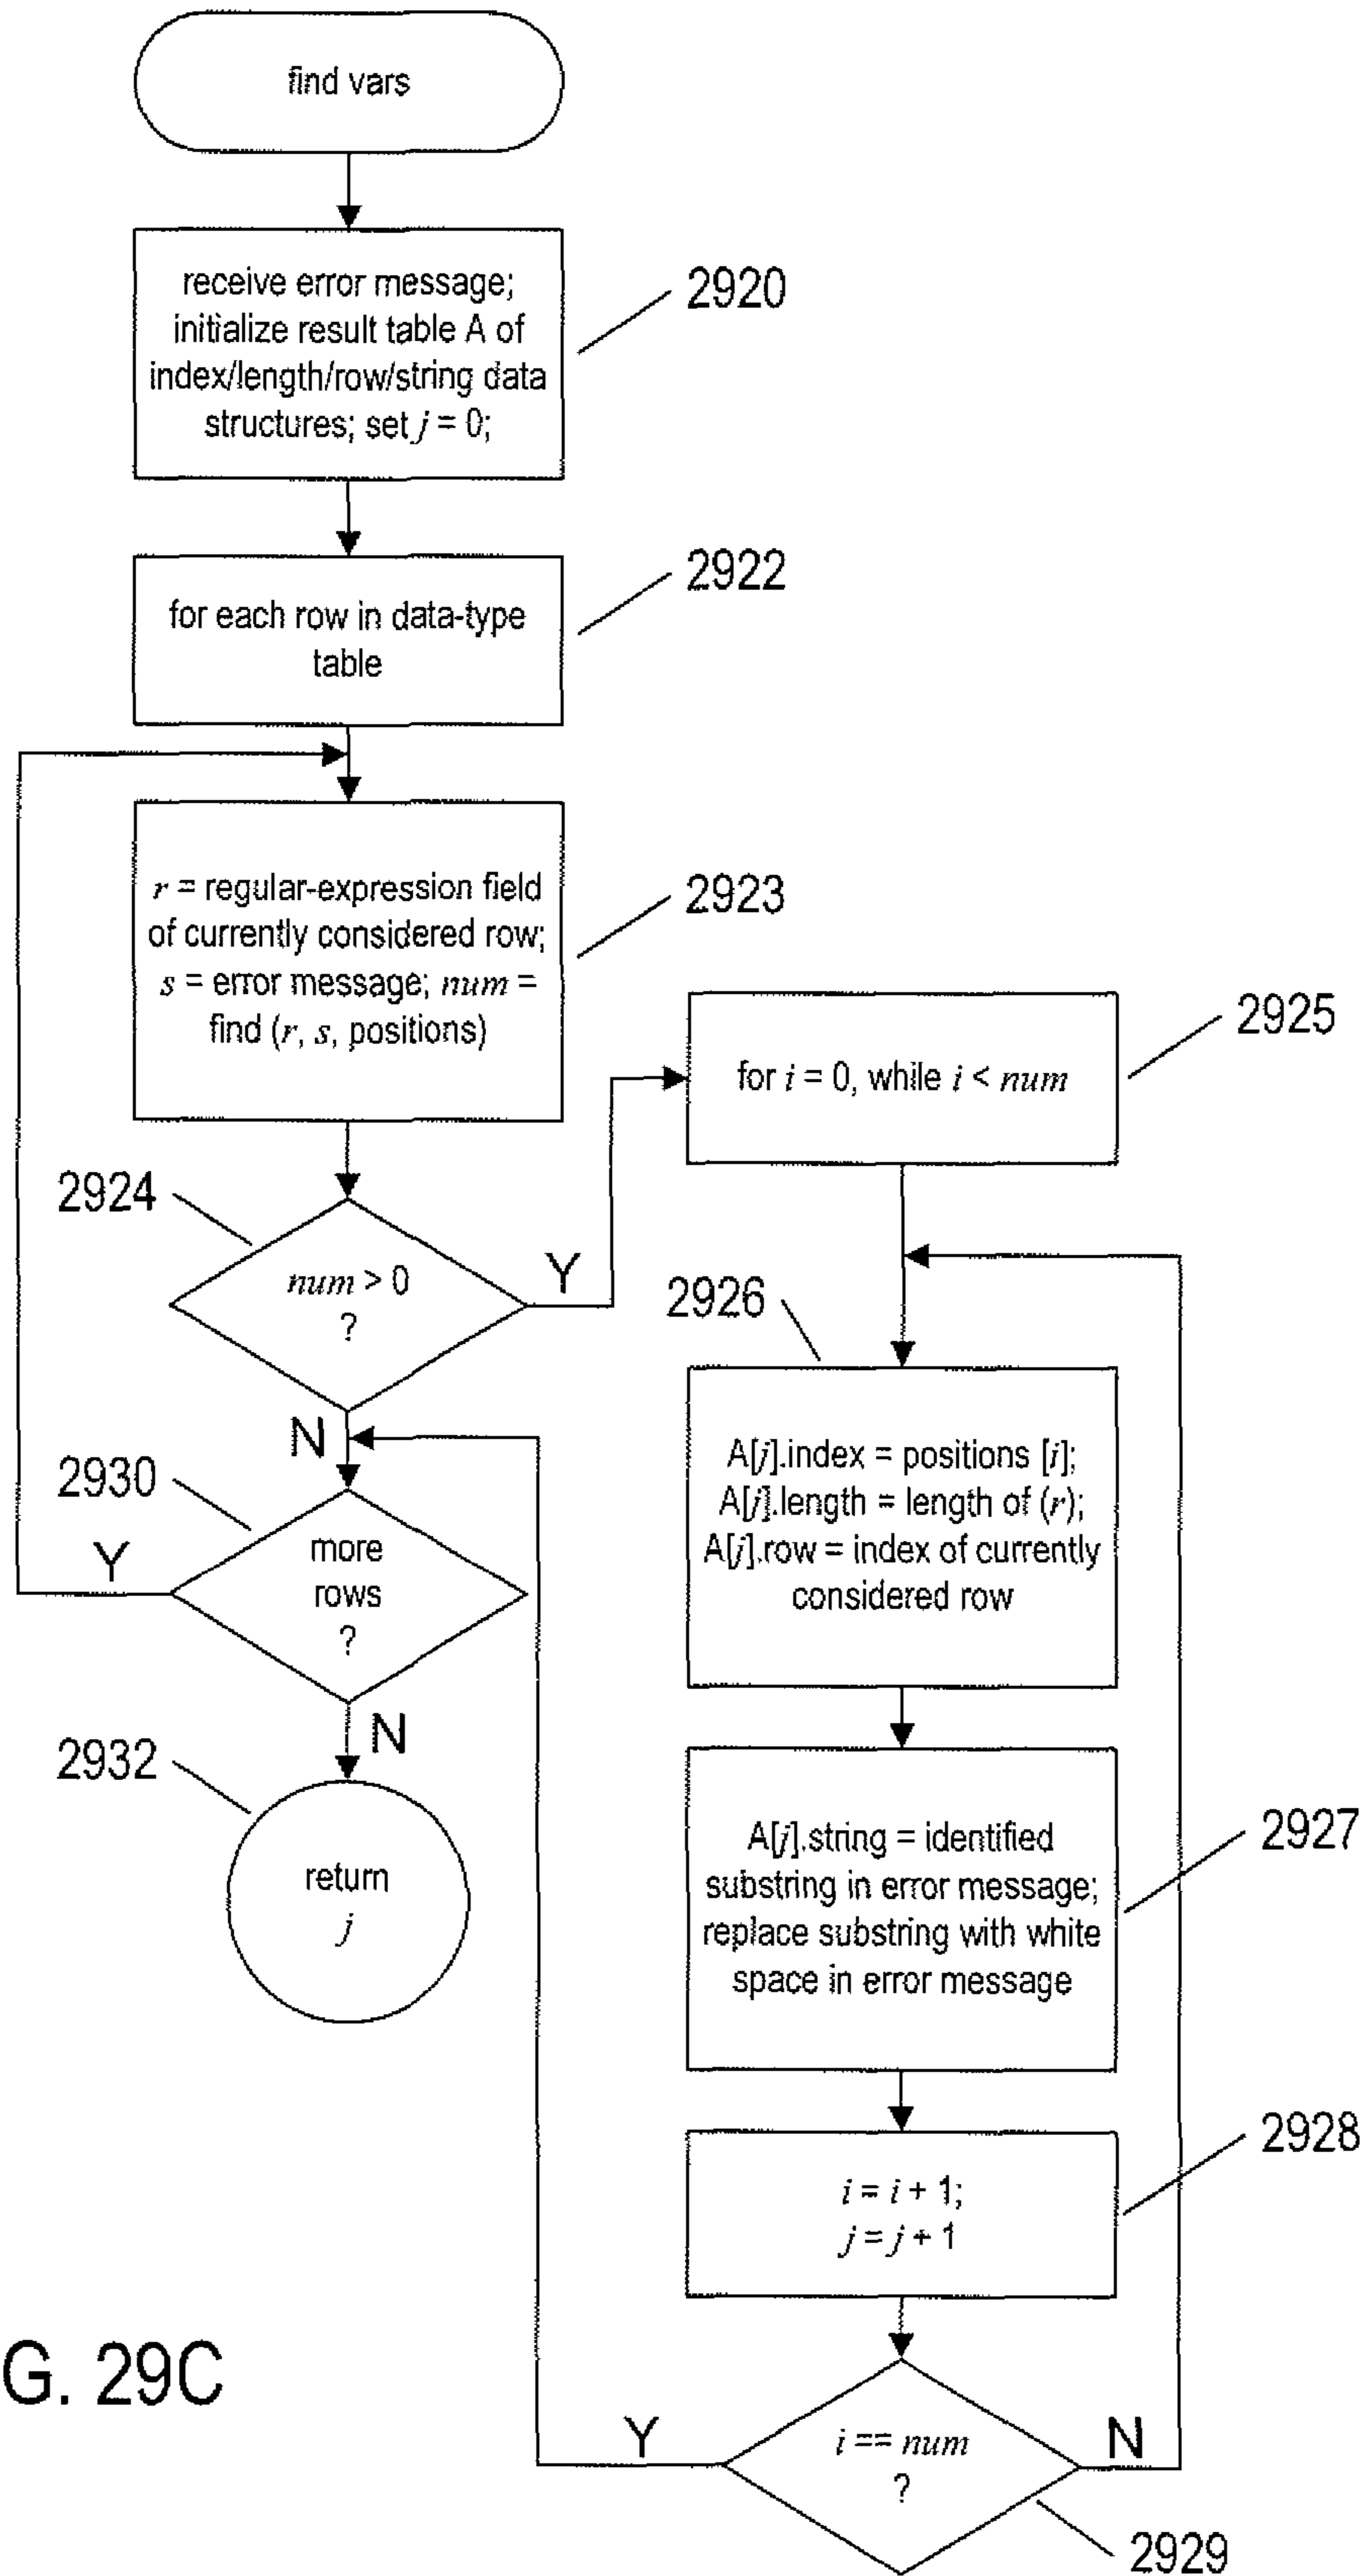 find vars
receive error message;
initialize result table A of
index/length/row/string data
structures; set j = 0;
2920
for each row in data-type
table
2922
r = regular-expression field
of currently considered row;
s = error message; num =
find (r, s, positions)
2923
2924
num > 0
?
Y
N
for i = 0, while i < num
2925
2926
A[j].index = positions [i];
A[j].length = length of (r);
A[j].row = index of currently
considered row
2930
more
rows
?
Y
N
2932
return
j
A[j].string = identified
substring in error message;
replace substring with white
space in error message
2927
i = i + 1;
j = j + 1
2928
i == num
?
Y
N
2929
G. 29C